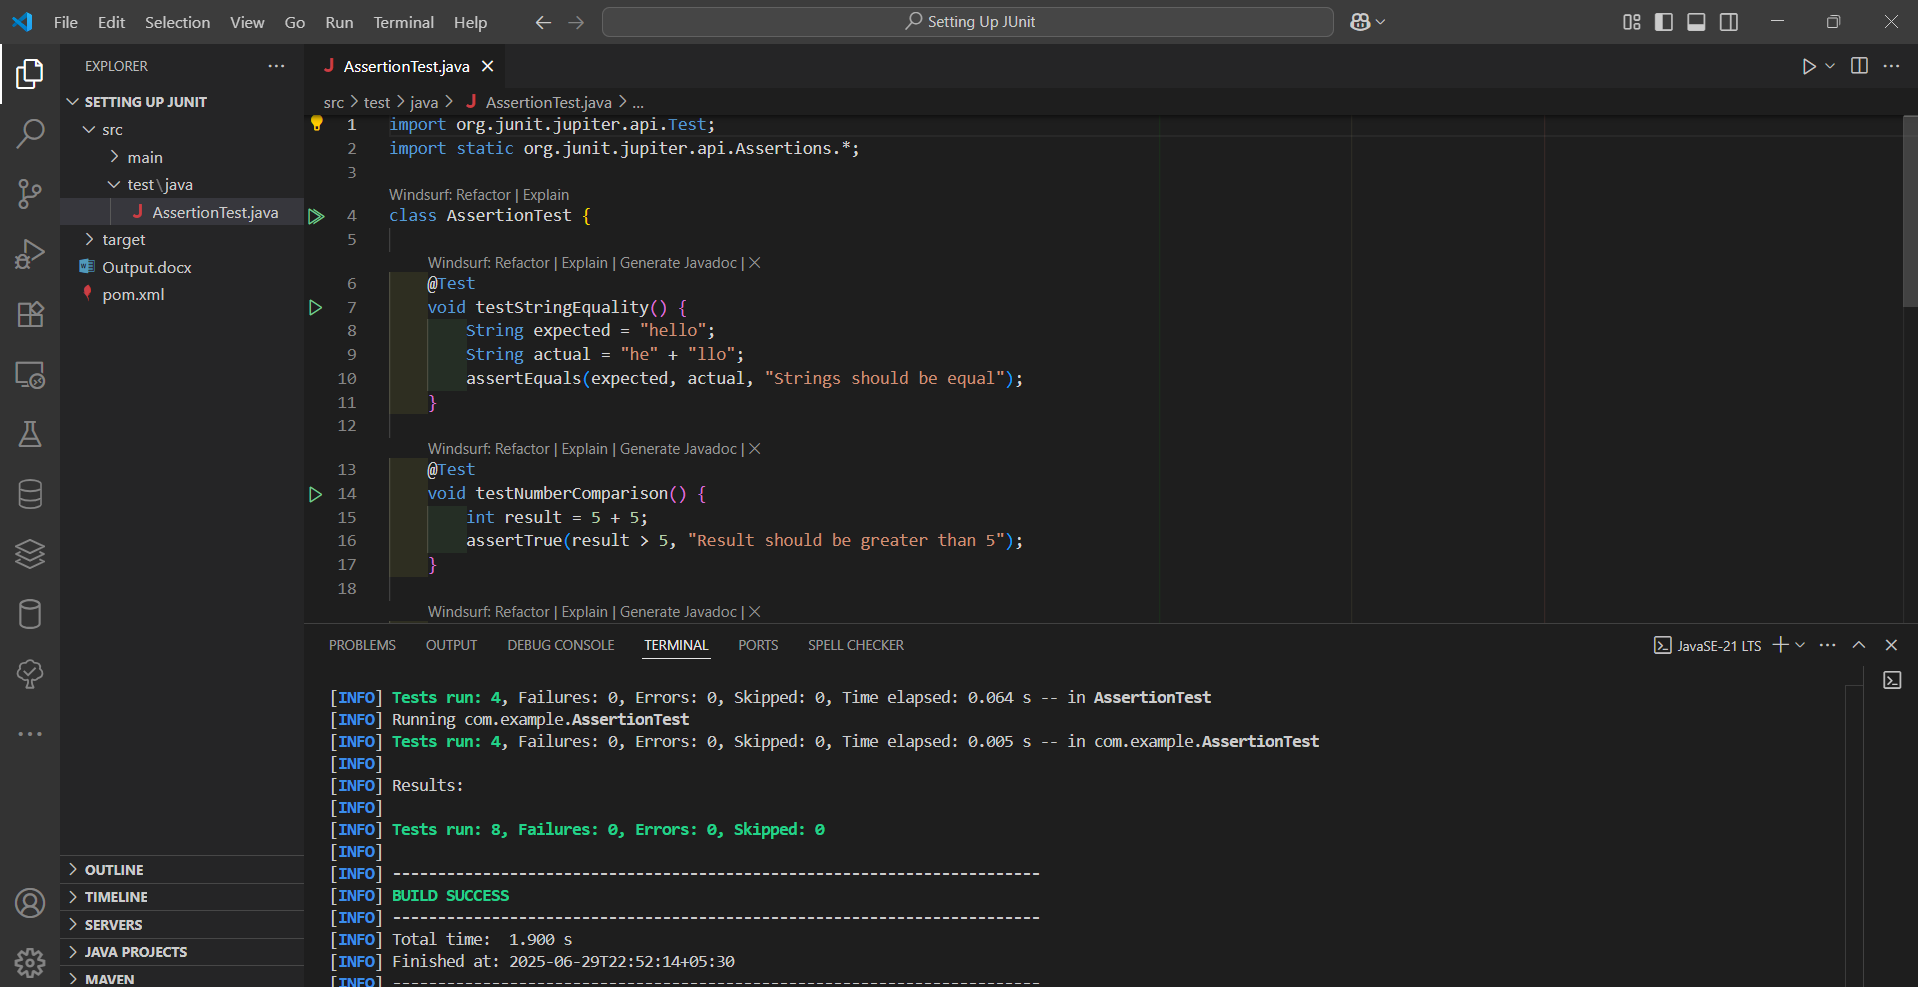 File Edit Selection View Go Run Terminal Help
Setting Up JUnit
EXPLORER
SETTING UP JUNIT
src
main
test\java
AssertionTest.java
target
Output.docx
pom.xml
OUTLINE
TIMELINE
SERVERS
JAVA PROJECTS
MAVEN
AssertionTest.java
src > test > java > AssertionTest.java > ...
1 import org.junit.jupiter.api.Test;
2 import static org.junit.jupiter.api.Assertions.*;
3
Windsurf: Refactor | Explain
4 class AssertionTest {
5
Windsurf: Refactor | Explain | Generate Javadoc | X
6 @Test
7 void testStringEquality() {
8 String expected = "hello";
9 String actual = "he" + "llo";
10 assertEquals(expected, actual, "Strings should be equal");
11 }
12
Windsurf: Refactor | Explain | Generate Javadoc | X
13 @Test
14 void testNumberComparison() {
15 int result = 5 + 5;
16 assertTrue(result > 5, "Result should be greater than 5");
17 }
18
Windsurf: Refactor | Explain | Generate Javadoc | X
PROBLEMS OUTPUT DEBUG CONSOLE TERMINAL PORTS SPELL CHECKER
JavaSE-21 LTS
[INFO] Tests run: 4, Failures: 0, Errors: 0, Skipped: 0, Time elapsed: 0.064 s -- in AssertionTest
[INFO] Running com.example.AssertionTest
[INFO] Tests run: 4, Failures: 0, Errors: 0, Skipped: 0, Time elapsed: 0.005 s -- in com.example.AssertionTest
[INFO]
[INFO] Results:
[INFO]
[INFO] Tests run: 8, Failures: 0, Errors: 0, Skipped: 0
[INFO]
[INFO] ------------------------------------------------------------------------
[INFO] BUILD SUCCESS
[INFO] ------------------------------------------------------------------------
[INFO] Total time:  1.900 s
[INFO] Finished at: 2025-06-29T22:52:14+05:30
[INFO] ------------------------------------------------------------------------